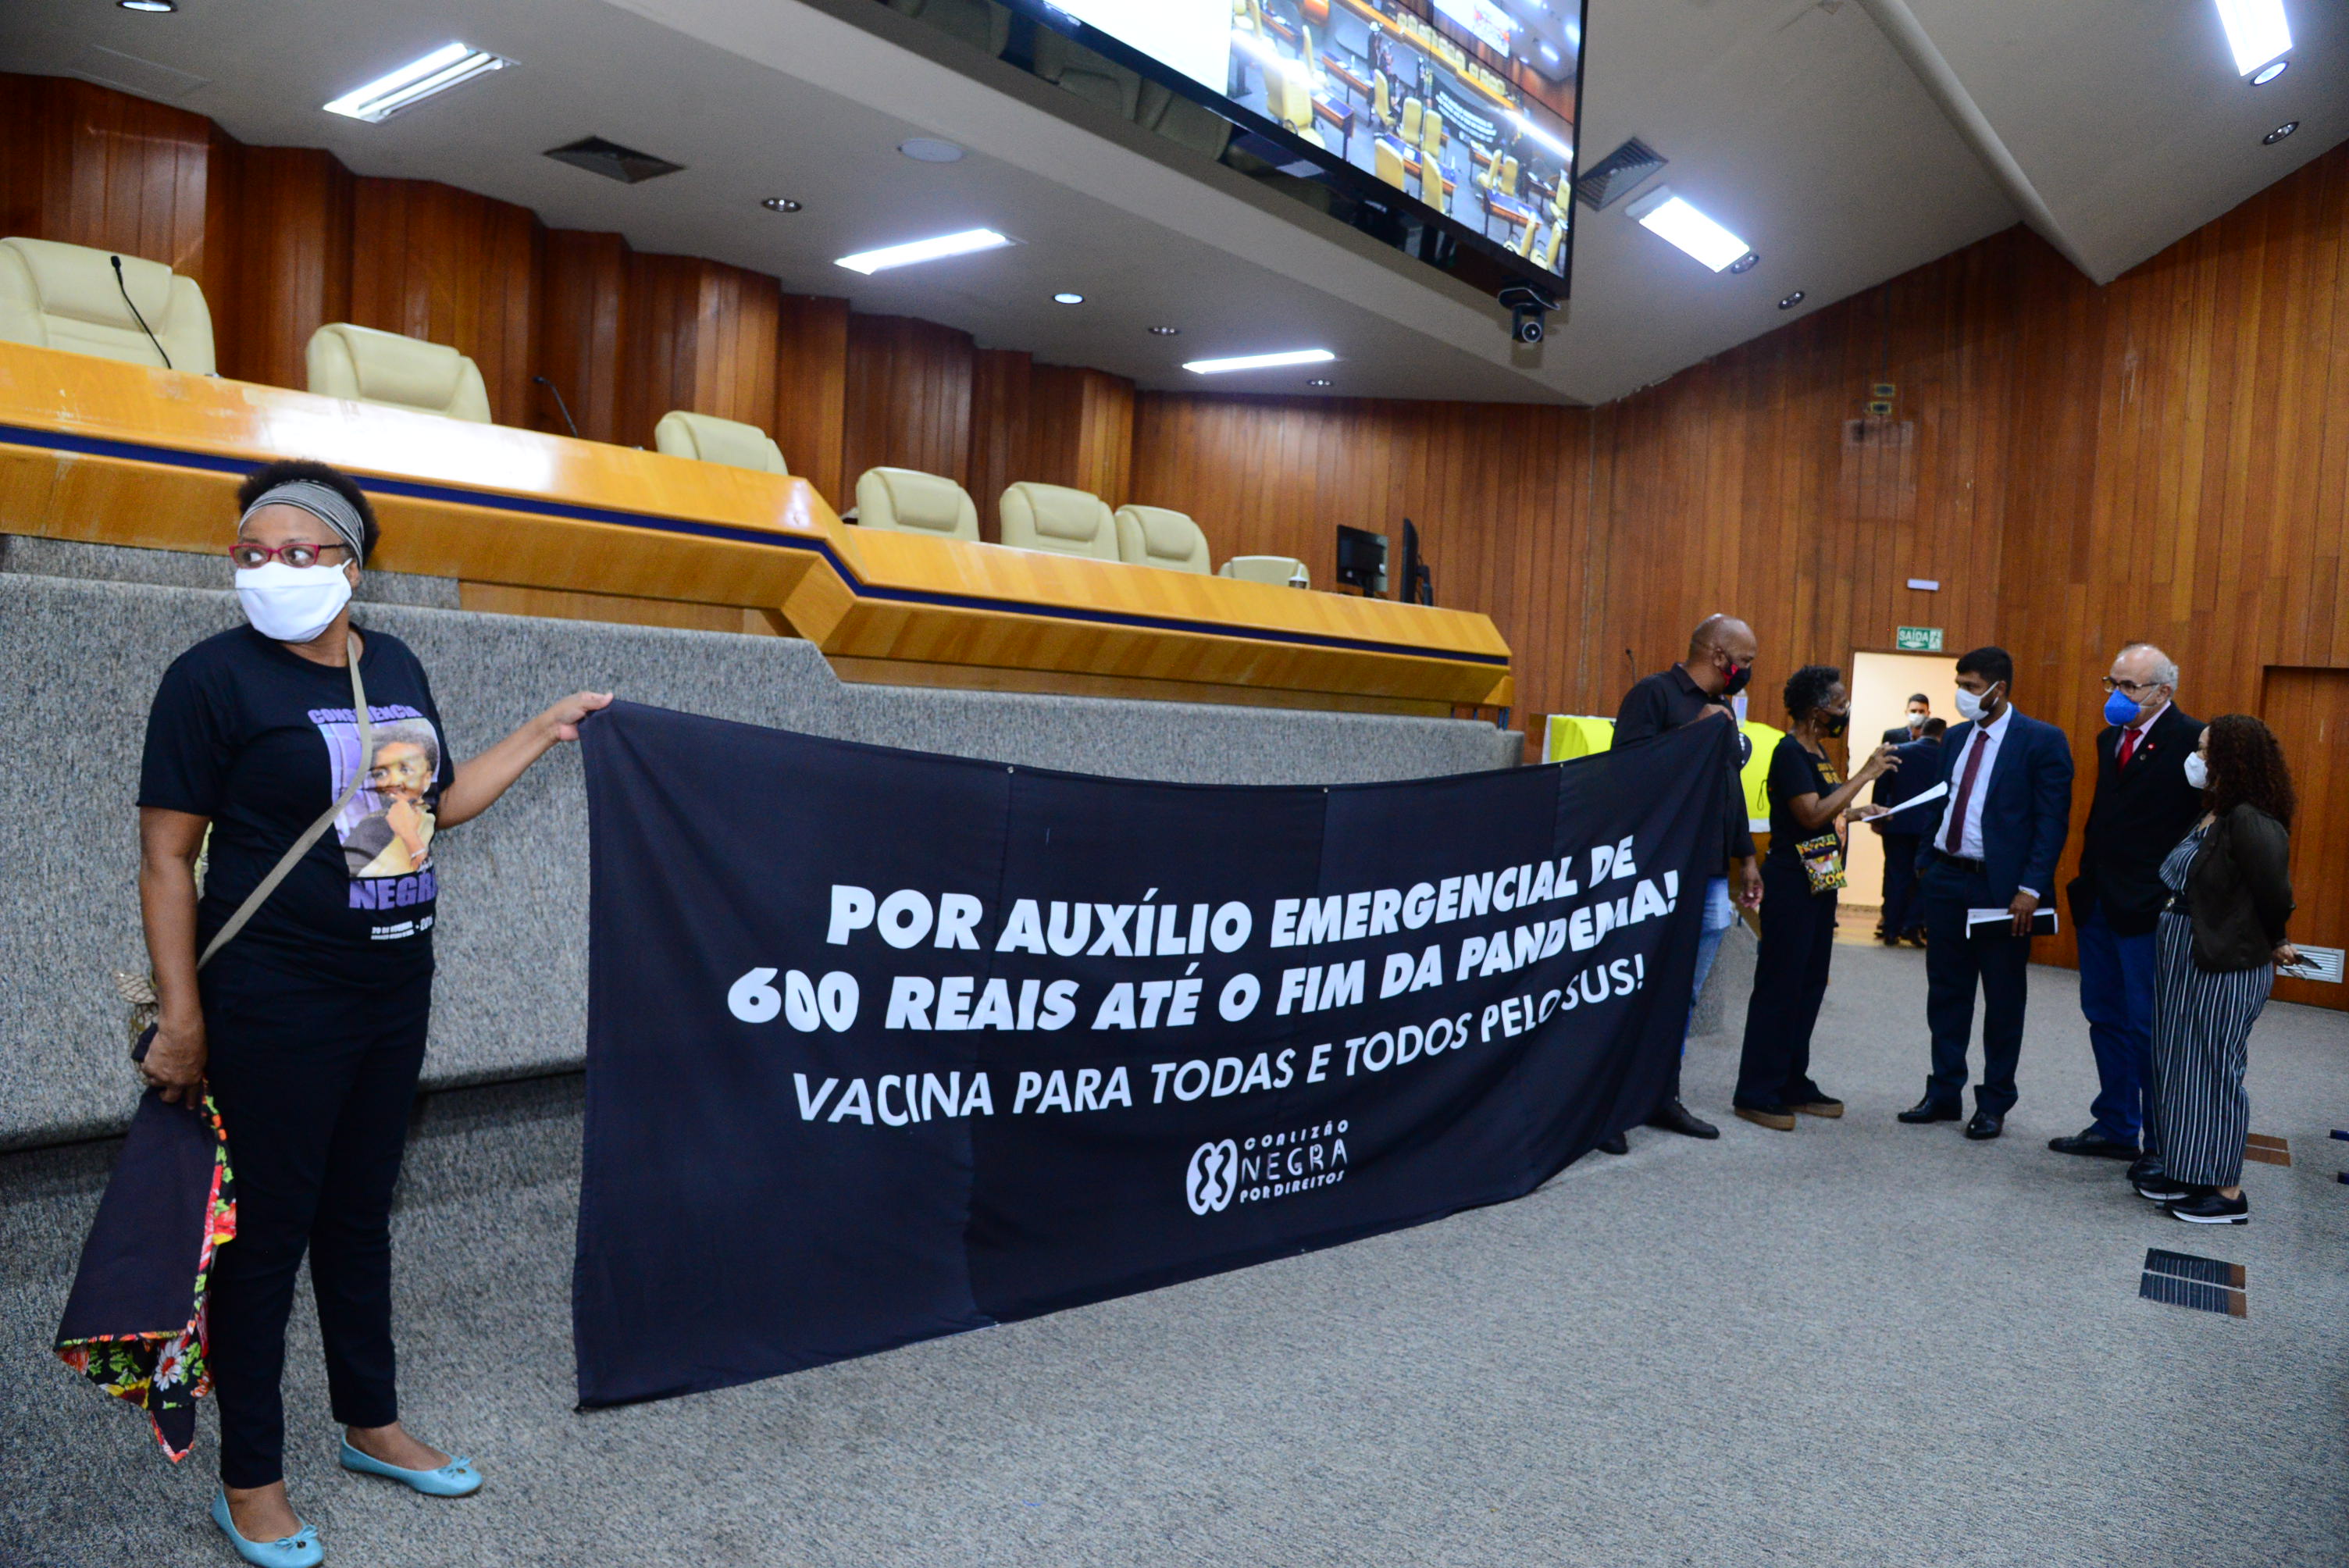 CONSCIÊNCIA
NEGRA
SAÍDA
POR AUXÍLIO EMERGENCIAL DE
600 REAIS ATÉ O FIM DA PANDEMA!
VACINA PARA TODAS E TODOS PELO SUS!
COALIZÃO
NEGRA
POR DIREITOS